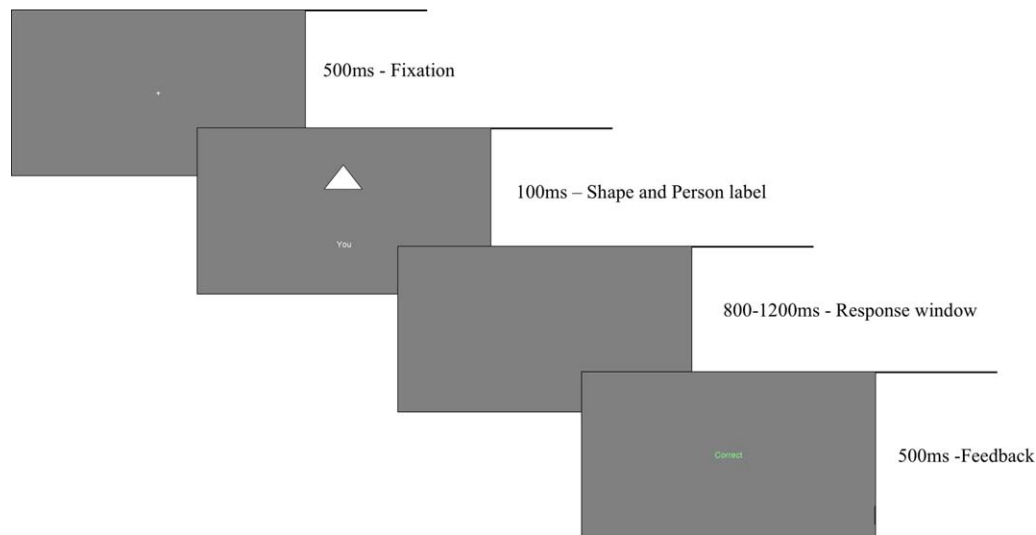 500ms - Fixation
100ms – Shape and Person label
You
800-1200ms - Response window
Correct
500ms -Feedback